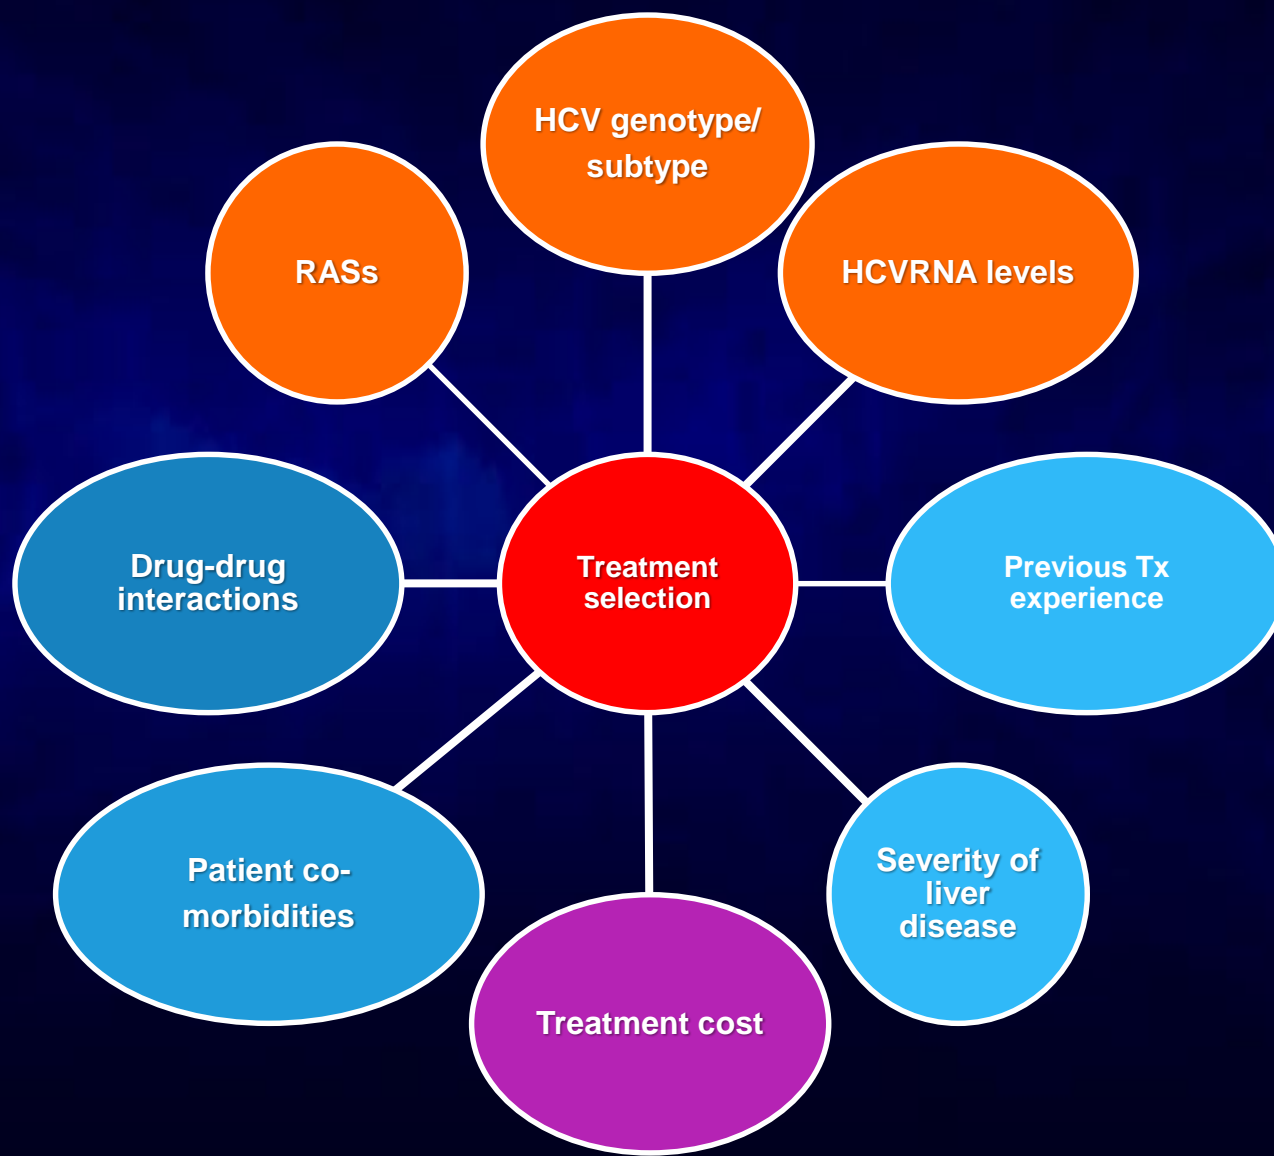 HCV genotype/
subtype
RASs
HCVRNA levels
Drug-drug
interactions
Treatment
selection
Previous Tx
experience
Patient co-
morbidities
Severity of
liver
disease
Treatment cost